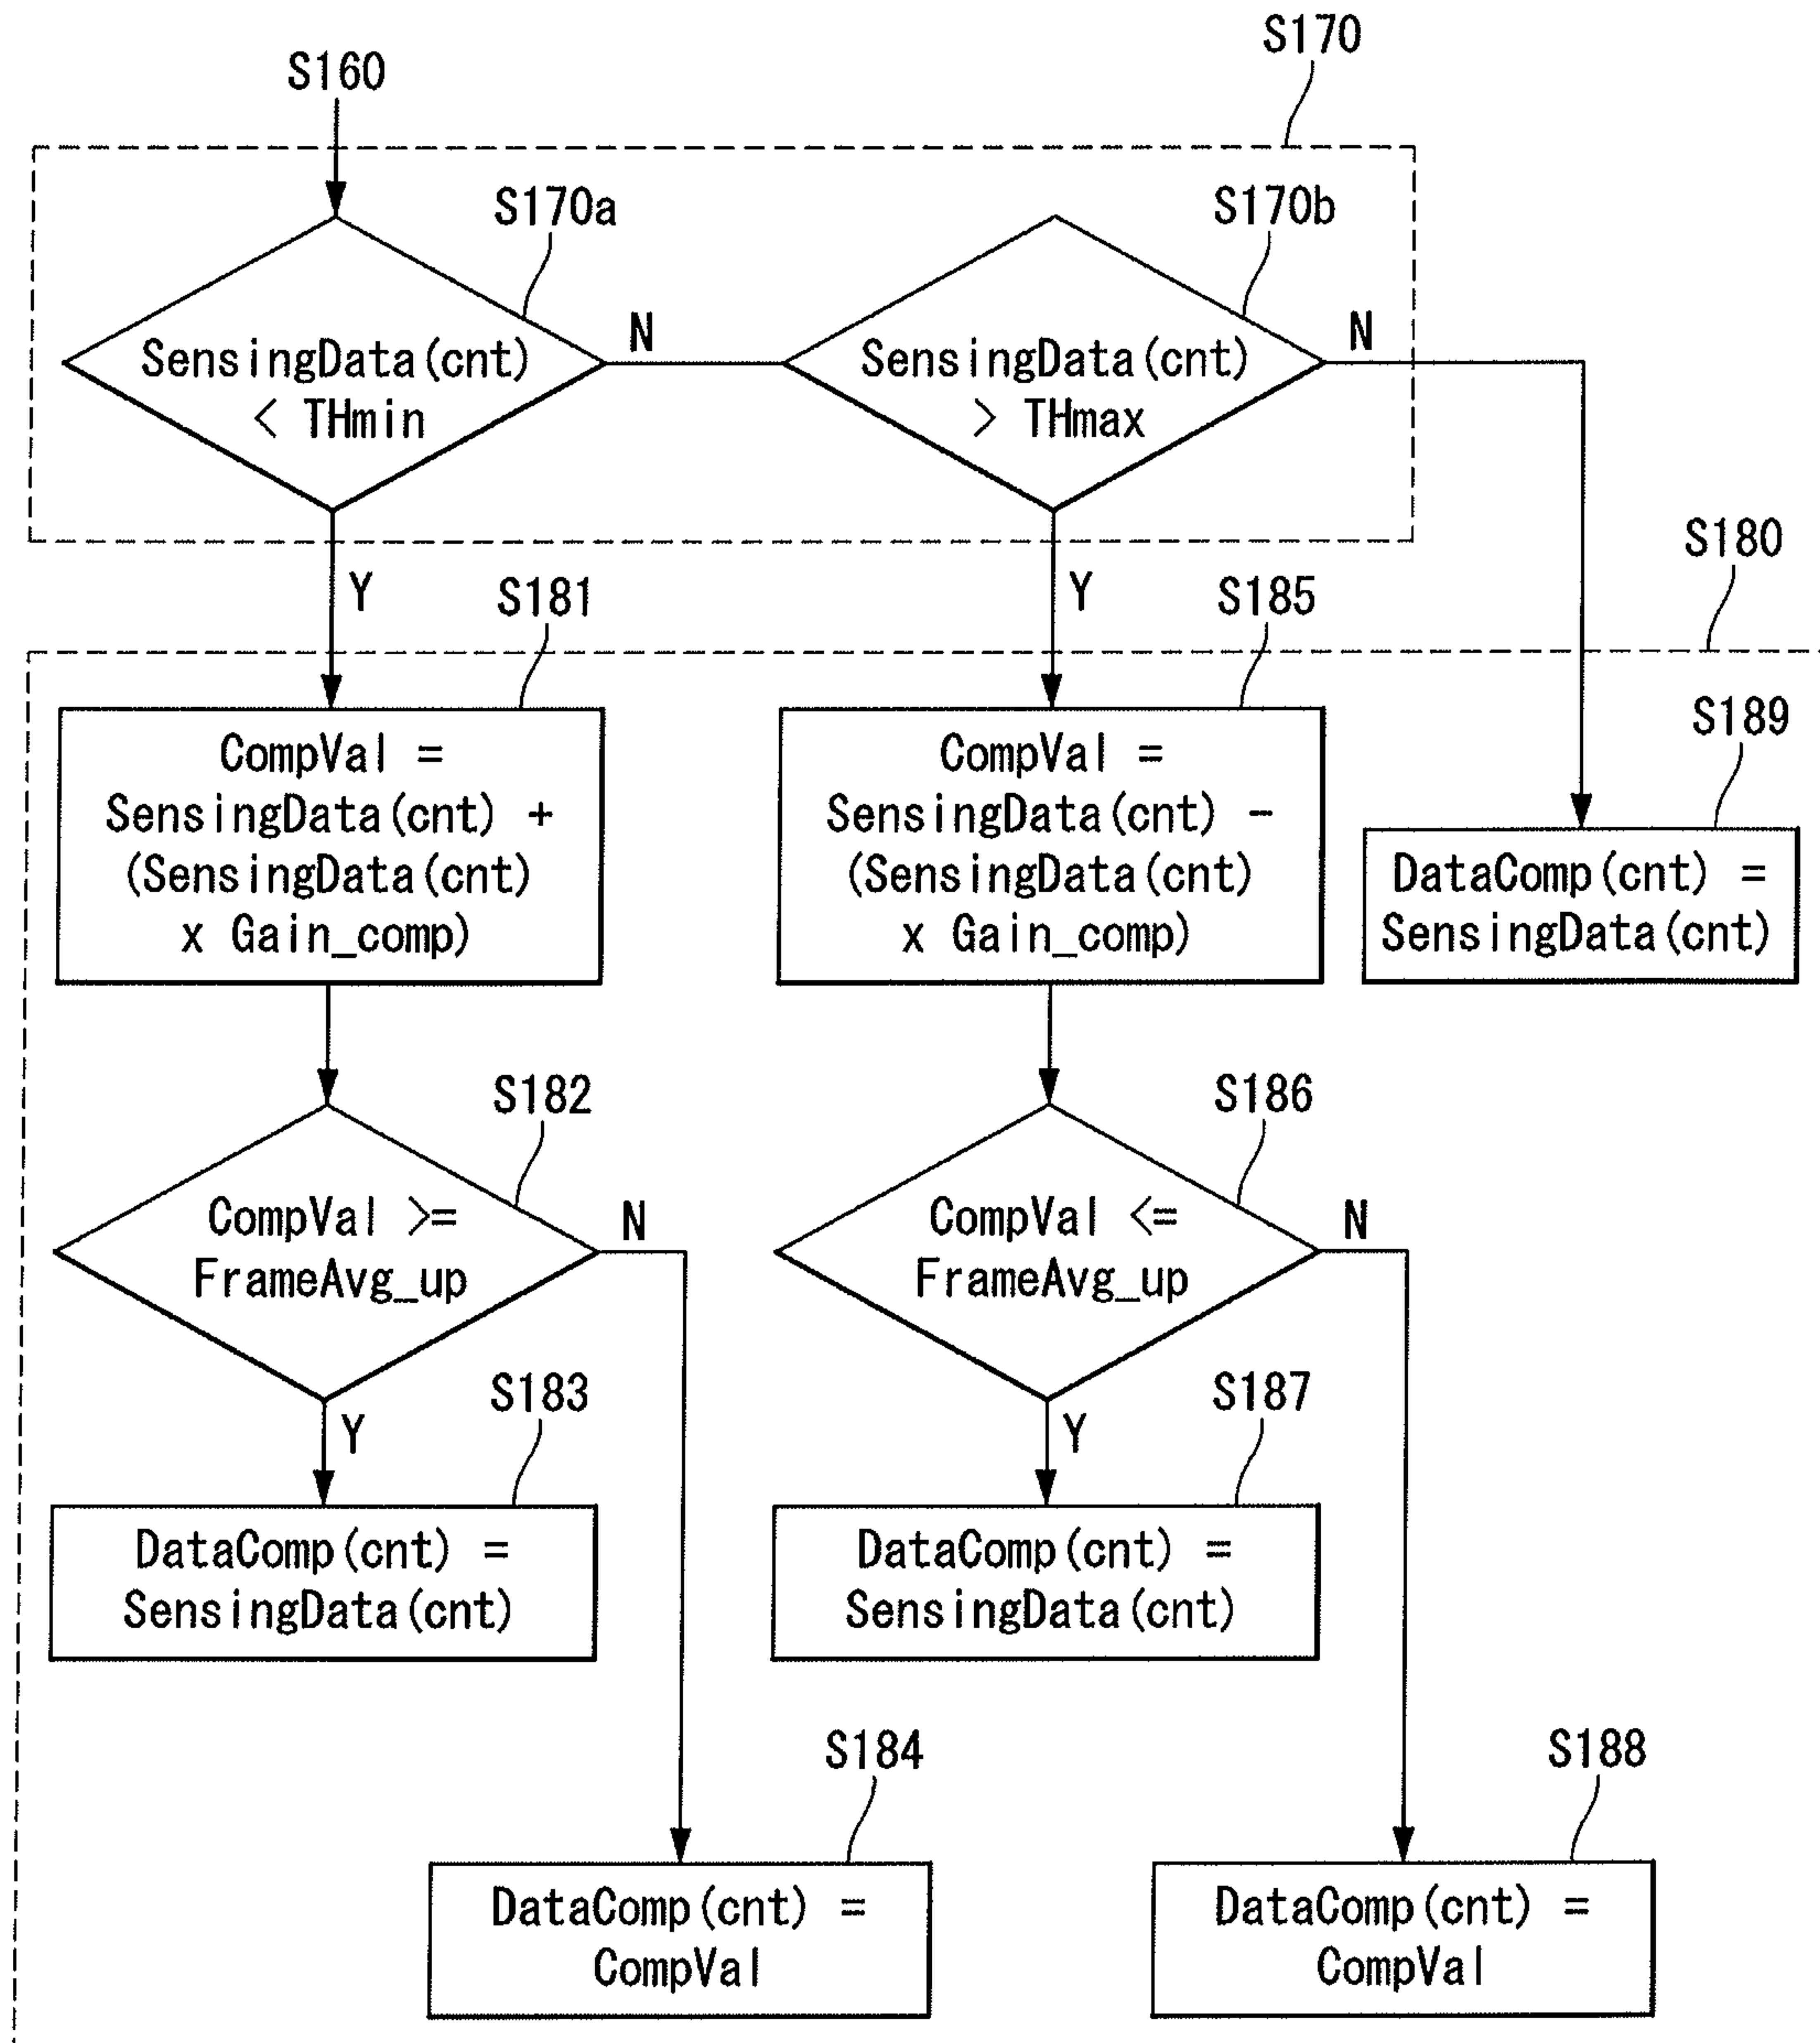 S170
S160
S170a
S170b
SensingData(cnt)
< THmin
N
SensingData(cnt)
> THmax
N
S180
Y
S181
Y
S185
S189
CompVal =
SensingData(cnt) +
(SensingData(cnt)
x Gain_comp)
CompVal =
SensingData(cnt) -
(SensingData(cnt)
x Gain_comp)
DataComp(cnt) =
SensingData(cnt)
S182
S186
CompVal >=
FrameAvg_up
N
CompVal <=
FrameAvg_up
N
S183
Y
S187
Y
DataComp(cnt) =
SensingData(cnt)
DataComp(cnt) =
SensingData(cnt)
S184
S188
DataComp(cnt) =
CompVal
DataComp(cnt) =
CompVal